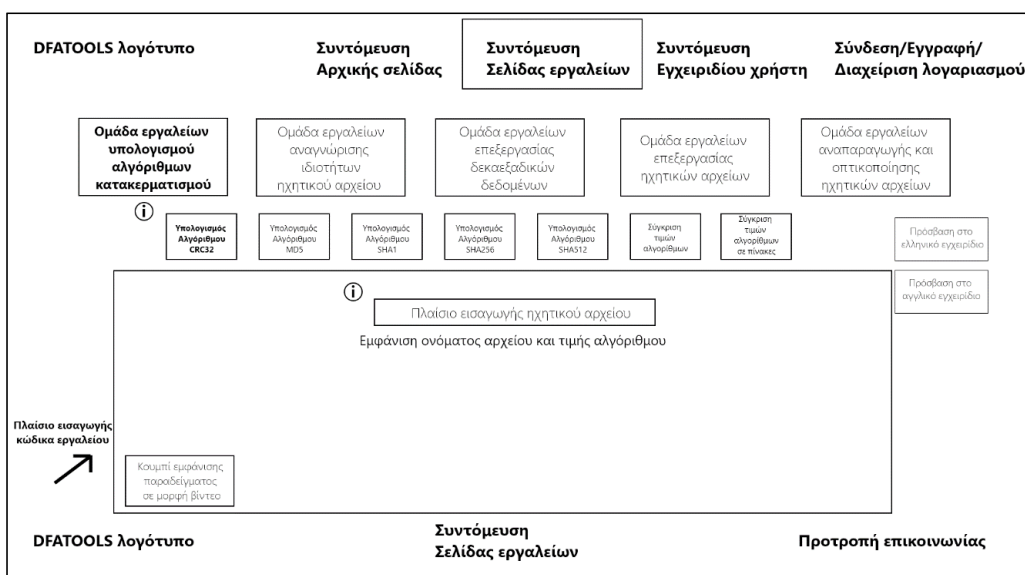 DFATOOLS λογότυπο
Συντόμευση
Αρχικής σελίδας
Συντόμευση
Σελίδας εργαλείων
Συντόμευση
Εγχειριδίου χρήστη
Σύνδεση/Εγγραφή/
Διαχείριση λογαριασμού
Ομάδα εργαλείων
υπολογισμού
αλγόριθμων
κατακερματισμού
Ομάδα εργαλείων
αναγνώρισης
ιδιοτήτων
ηχητικού αρχείου
Ομάδα εργαλείων
επεξεργασίας
δεκαεξαδικών
δεδομένων
Ομάδα εργαλείων
επεξεργασίας
ηχητικών αρχείων
Ομάδα εργαλείων
αναπαραγωγής και
οπτικοποίησης
ηχητικών αρχείων
i
Υπολογισμός
Αλγόριθμου
CRC32
Υπολογισμός
Αλγόριθμου
MD5
Υπολογισμός
Αλγόριθμου
SHA1
Υπολογισμός
Αλγόριθμου
SHA256
Υπολογισμός
Αλγόριθμου
SHA512
Σύγκριση
τιμών
αλγορίθμων
Σύγκριση
τιμών
αλγορίθμων
σε πίνακες
Πρόσβαση στο
ελληνικό εγχειρίδιο
Πρόσβαση στο
αγγλικό εγχειρίδιο
i
Πλαίσιο εισαγωγής ηχητικού αρχείου
Εμφάνιση ονόματος αρχείου και τιμής αλγόριθμου
Πλαίσιο εισαγωγής
κώδικα εργαλείου
Κουμπί εμφάνισης
παραδείγματος
σε μορφή βίντεο
DFATOOLS λογότυπο
Συντόμευση
Σελίδας εργαλείων
Προτροπή επικοινωνίας